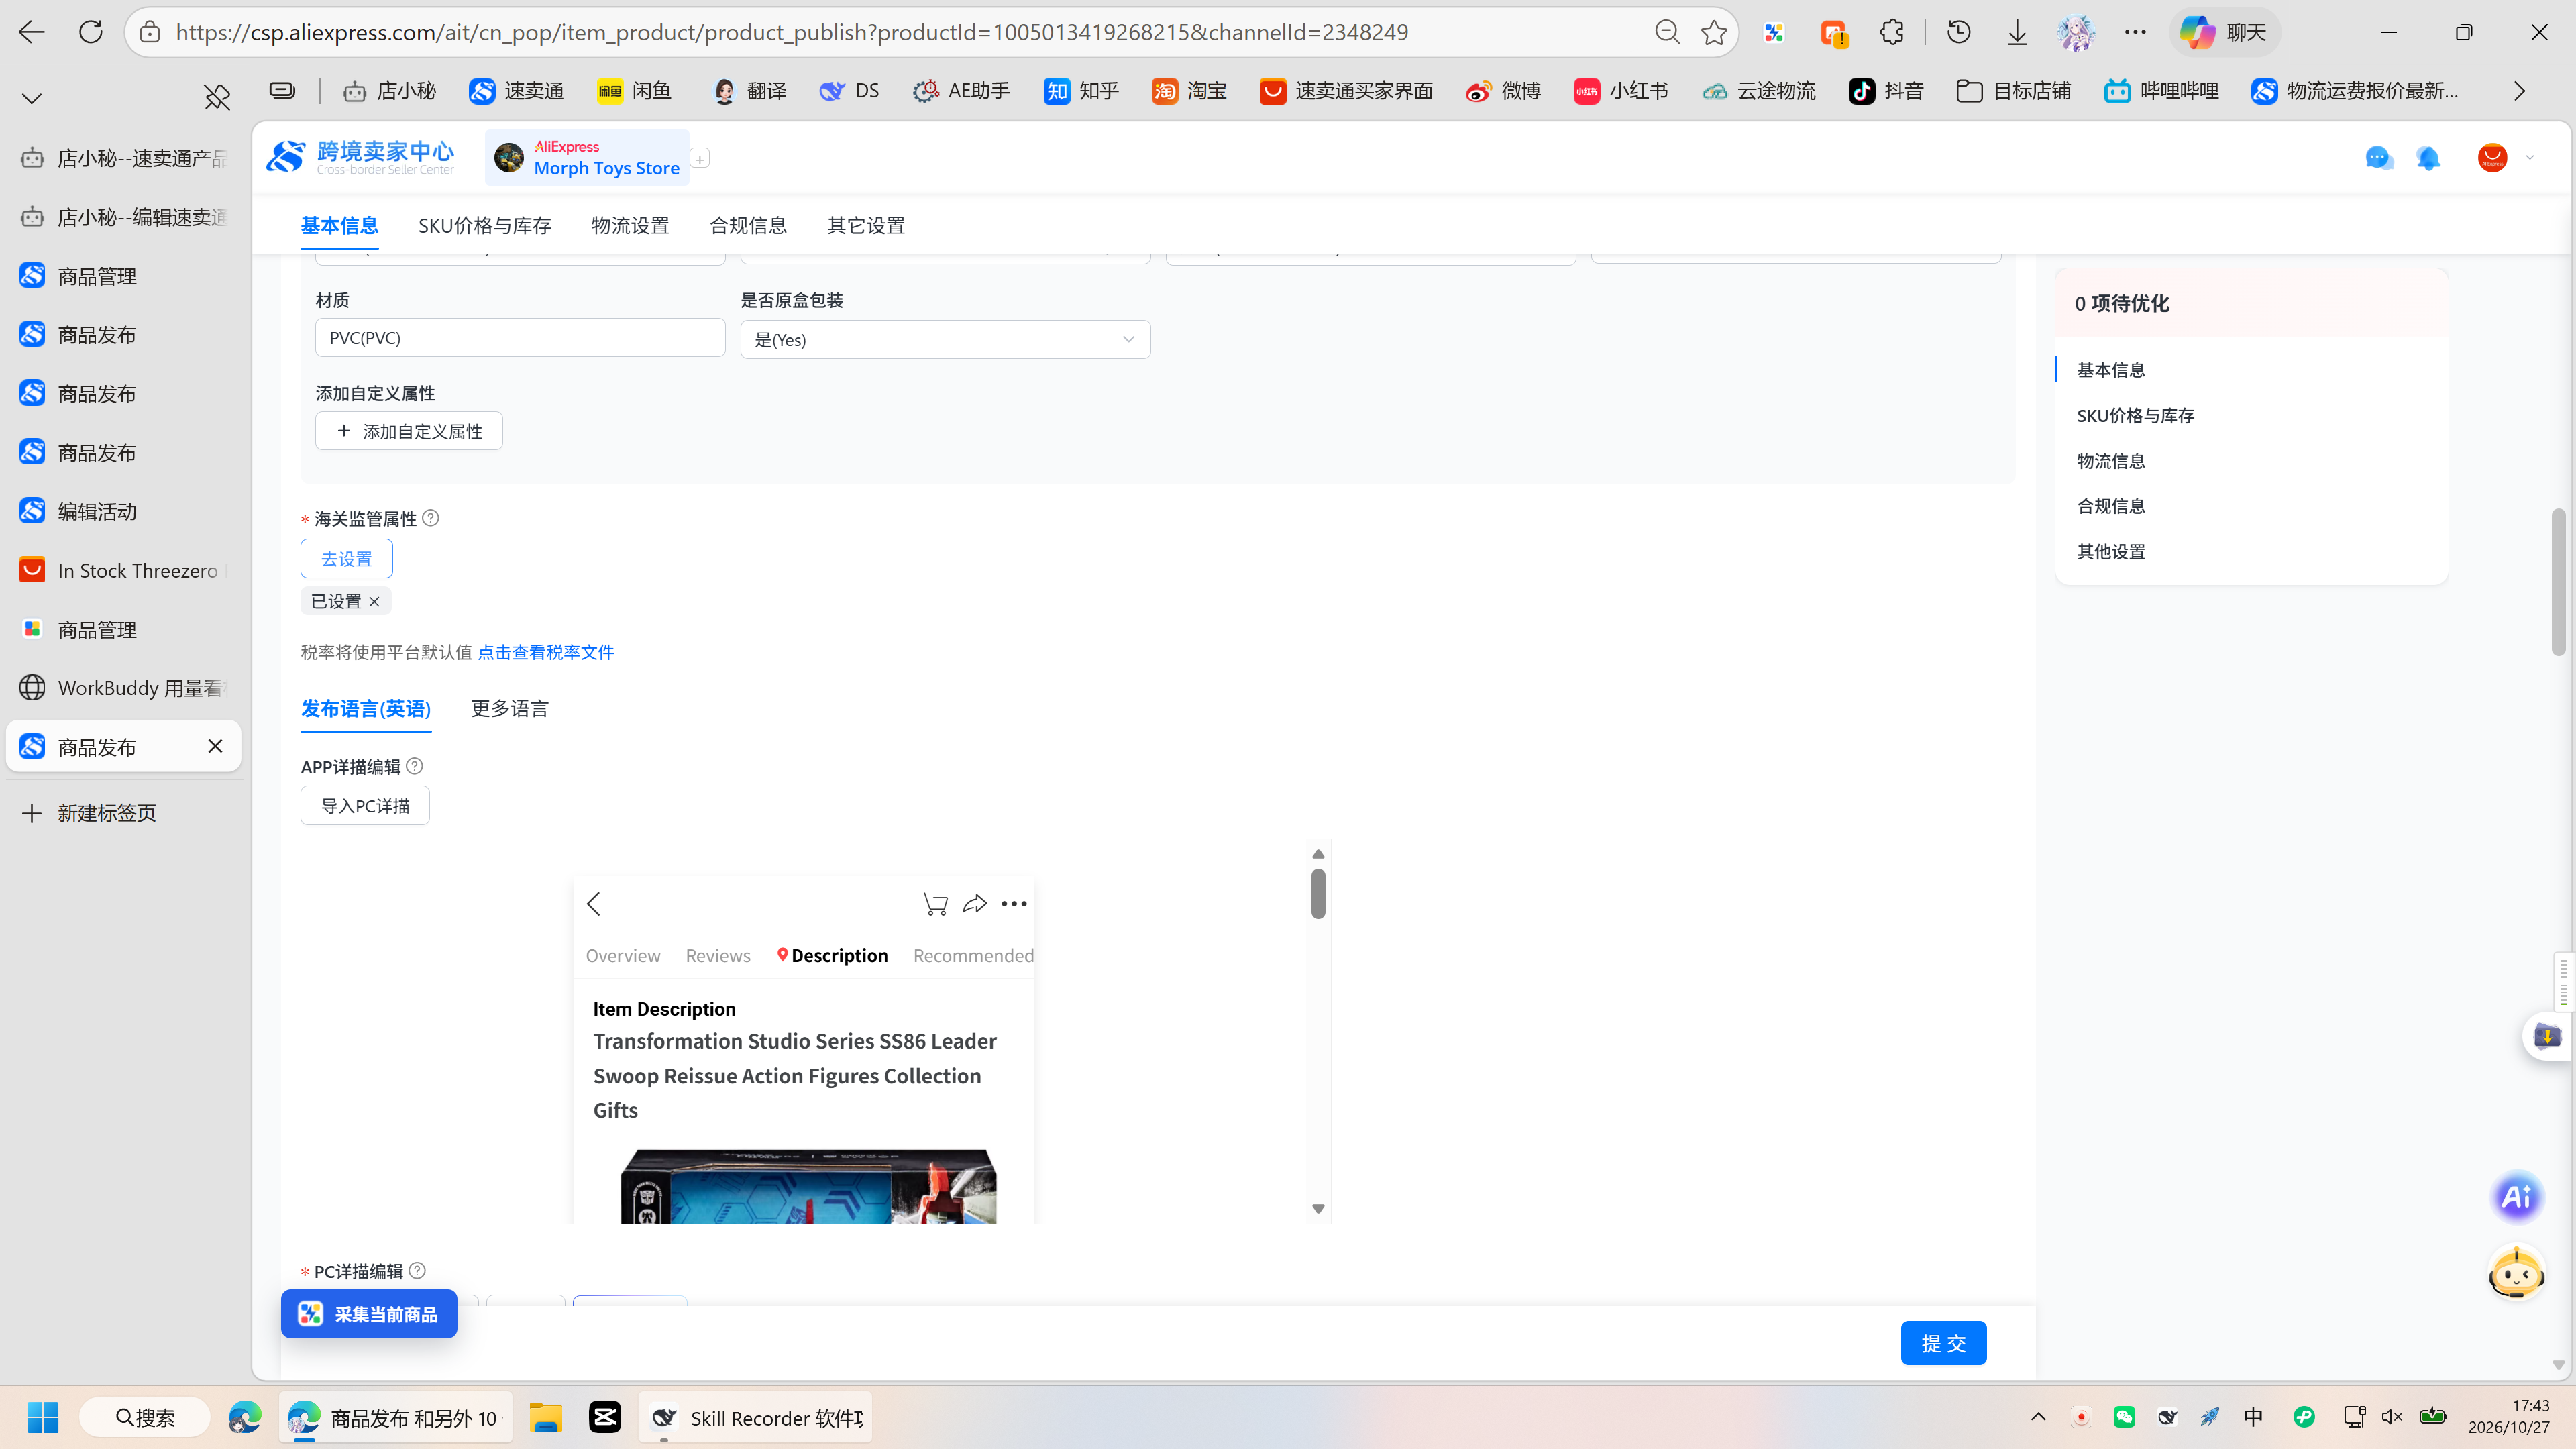 https://csp.aliexpress.com/ait/cn_pop/item_product/product_publish?productId=1005013419268215&channelId=2348249
聊天
店小秘
速卖通
闲鱼
翻译
DS
AE助手
知乎
淘宝
速卖通买家界面
微博
小红书
云途物流
抖音
目标店铺
哔哩哔哩
物流运费报价最新...
店小秘--速卖通产品
店小秘--编辑速卖通
商品管理
商品发布
商品发布
商品发布
编辑活动
In Stock Threezero
商品管理
WorkBuddy 用量看
商品发布
新建标签页
跨境卖家中心
Cross-border Seller Center
AliExpress
Morph Toys Store
基本信息
SKU价格与库存
物流设置
合规信息
其它设置
材质
是否原盒包装
PVC(PVC)
是(Yes)
添加自定义属性
+ 添加自定义属性
* 海关监管属性
去设置
已设置
税率将使用平台默认值 点击查看税率文件
发布语言(英语)
更多语言
APP详描编辑
导入PC详描
Overview
Reviews
Description
Recommended
Item Description
Transformation Studio Series SS86 Leader
Swoop Reissue Action Figures Collection
Gifts
* PC详描编辑
采集当前商品
提 交
0 项待优化
基本信息
SKU价格与库存
物流信息
合规信息
其他设置
Ai
搜索
商品发布 和另外 10
Skill Recorder 软件
中
17:43
2026/10/27